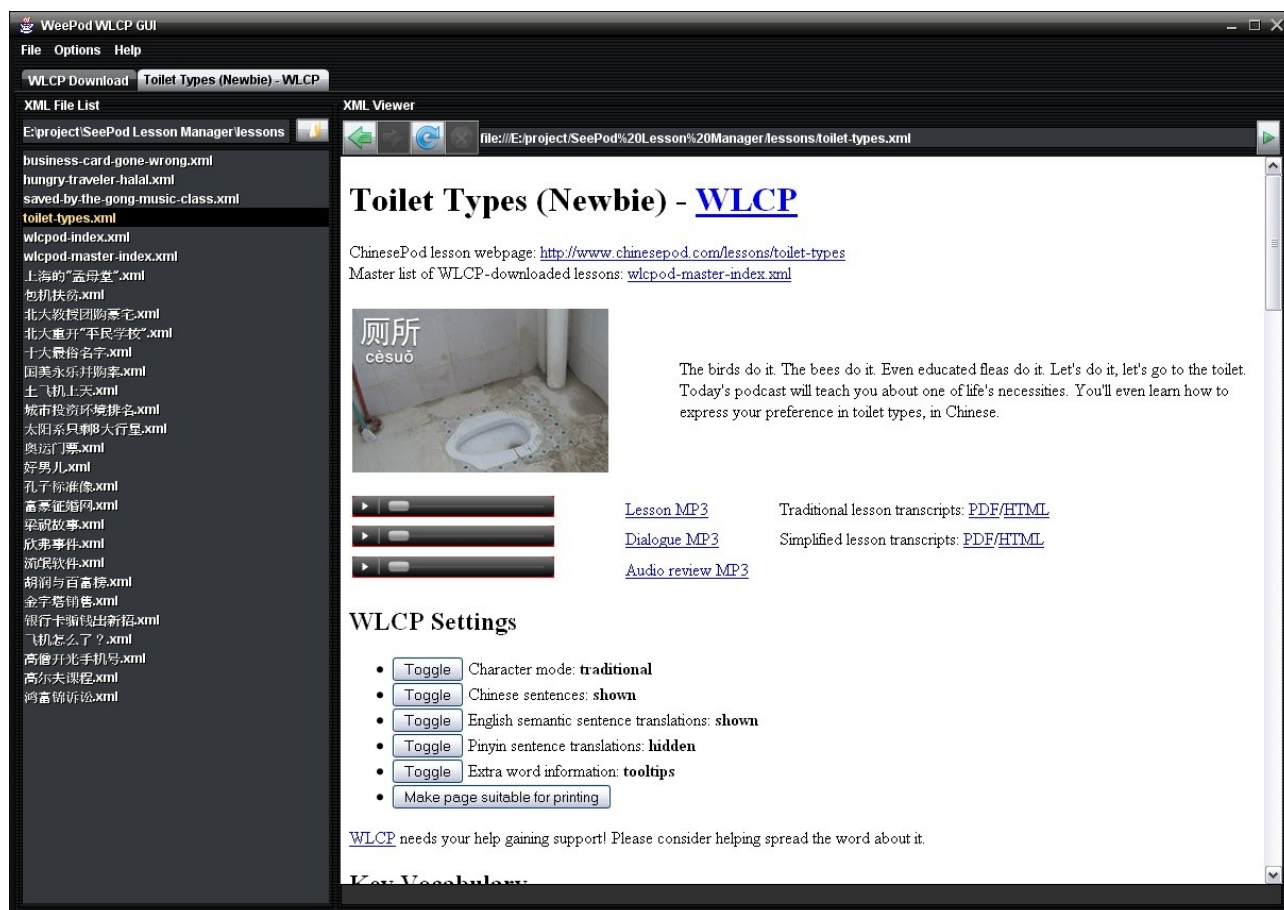 WeePod WLCP GUI
File Options Help
WLCP Download Toilet Types (Newbie) - WLCP
XML File List
E:\project\SeePod Lesson Manager\lessons
business-card-gone-wrong.xml
hungry-traveler-halal.xml
saved-by-the-gong-music-class.xml
toilet-types.xml
wlcpod-index.xml
wlcpod-master-index.xml
上海的“孟母堂”.xml
包机扶贫.xml
北大教授团购豪宅.xml
北大重开“平民学校”.xml
十大最俗名字.xml
国美永乐并购案.xml
土飞机上天.xml
城市投资环境排名.xml
太阳系只剩8大行星.xml
奥运门票.xml
好男儿.xml
孔子标准像.xml
富豪征婚网.xml
梁祝故事.xml
欣弗事件.xml
流氓软件.xml
胡润与百富榜.xml
金字塔销售.xml
银行卡骗钱出新招.xml
飞机怎么了？.xml
高僧开光手机号.xml
高尔夫课程.xml
鸿富锦诉讼.xml
XML Viewer
file:///E:/project/SeePod%20Lesson%20Manager/lessons/toilet-types.xml
Toilet Types (Newbie) - WLCP
ChinesePod lesson webpage: http://www.chinesepod.com/lessons/toilet-types
Master list of WLCP-downloaded lessons: wlcpod-master-index.xml
厕所
cèsuǒ
The birds do it. The bees do it. Even educated fleas do it. Let's do it, let's go to the toilet.
Today's podcast will teach you about one of life's necessities. You'll even learn how to
express your preference in toilet types, in Chinese.
Lesson MP3 Traditional lesson transcripts: PDF/HTML
Dialogue MP3 Simplified lesson transcripts: PDF/HTML
Audio review MP3
WLCP Settings
Toggle Character mode: traditional
Toggle Chinese sentences: shown
Toggle English semantic sentence translations: shown
Toggle Pinyin sentence translations: hidden
Toggle Extra word information: tooltips
Make page suitable for printing
WLCP needs your help gaining support! Please consider helping spread the word about it.
Key Vocabulary